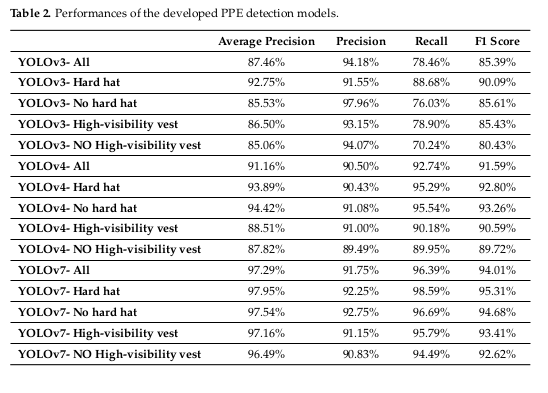 Table 2. Performances of the developed PPE detection models.
Average Precision Precision Recall F1 Score
YOLOv3- All 87.46% 94.18% 78.46% 85.39%
YOLOv3- Hard hat 92.75% 91.55% 88.68% 90.09%
YOLOv3- No hard hat 85.53% 97.96% 76.03% 85.61%
YOLOv3- High-visibility vest 86.50% 93.15% 78.90% 85.43%
YOLOv3- NO High-visibility vest 85.06% 94.07% 70.24% 80.43%
YOLOv4- All 91.16% 90.50% 92.74% 91.59%
YOLOv4- Hard hat 93.89% 90.43% 95.29% 92.80%
YOLOv4- No hard hat 94.42% 91.08% 95.54% 93.26%
YOLOv4- High-visibility vest 88.51% 91.00% 90.18% 90.59%
YOLOv4- NO High-visibility vest 87.82% 89.49% 89.95% 89.72%
YOLOv7- All 97.29% 91.75% 96.39% 94.01%
YOLOv7- Hard hat 97.95% 92.25% 98.59% 95.31%
YOLOv7- No hard hat 97.54% 92.75% 96.69% 94.68%
YOLOv7- High-visibility vest 97.16% 91.15% 95.79% 93.41%
YOLOv7- NO High-visibility vest 96.49% 90.83% 94.49% 92.62%